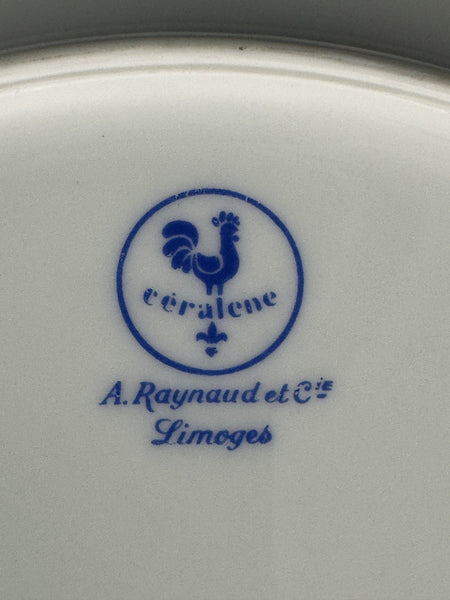 céralene
A. Raynaud et Cie
Limoges